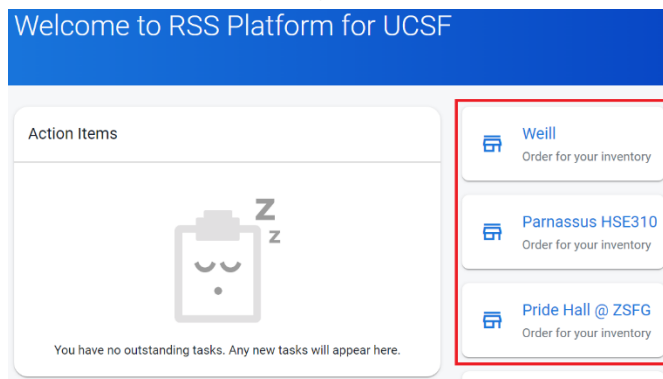 Welcome to RSS Platform for UCSF
Action Items
Z
Z
You have no outstanding tasks. Any new tasks will appear here.
Weill
Order for your inventory
Parnassus HSE310
Order for your inventory
Pride Hall @ ZSFG
Order for your inventory